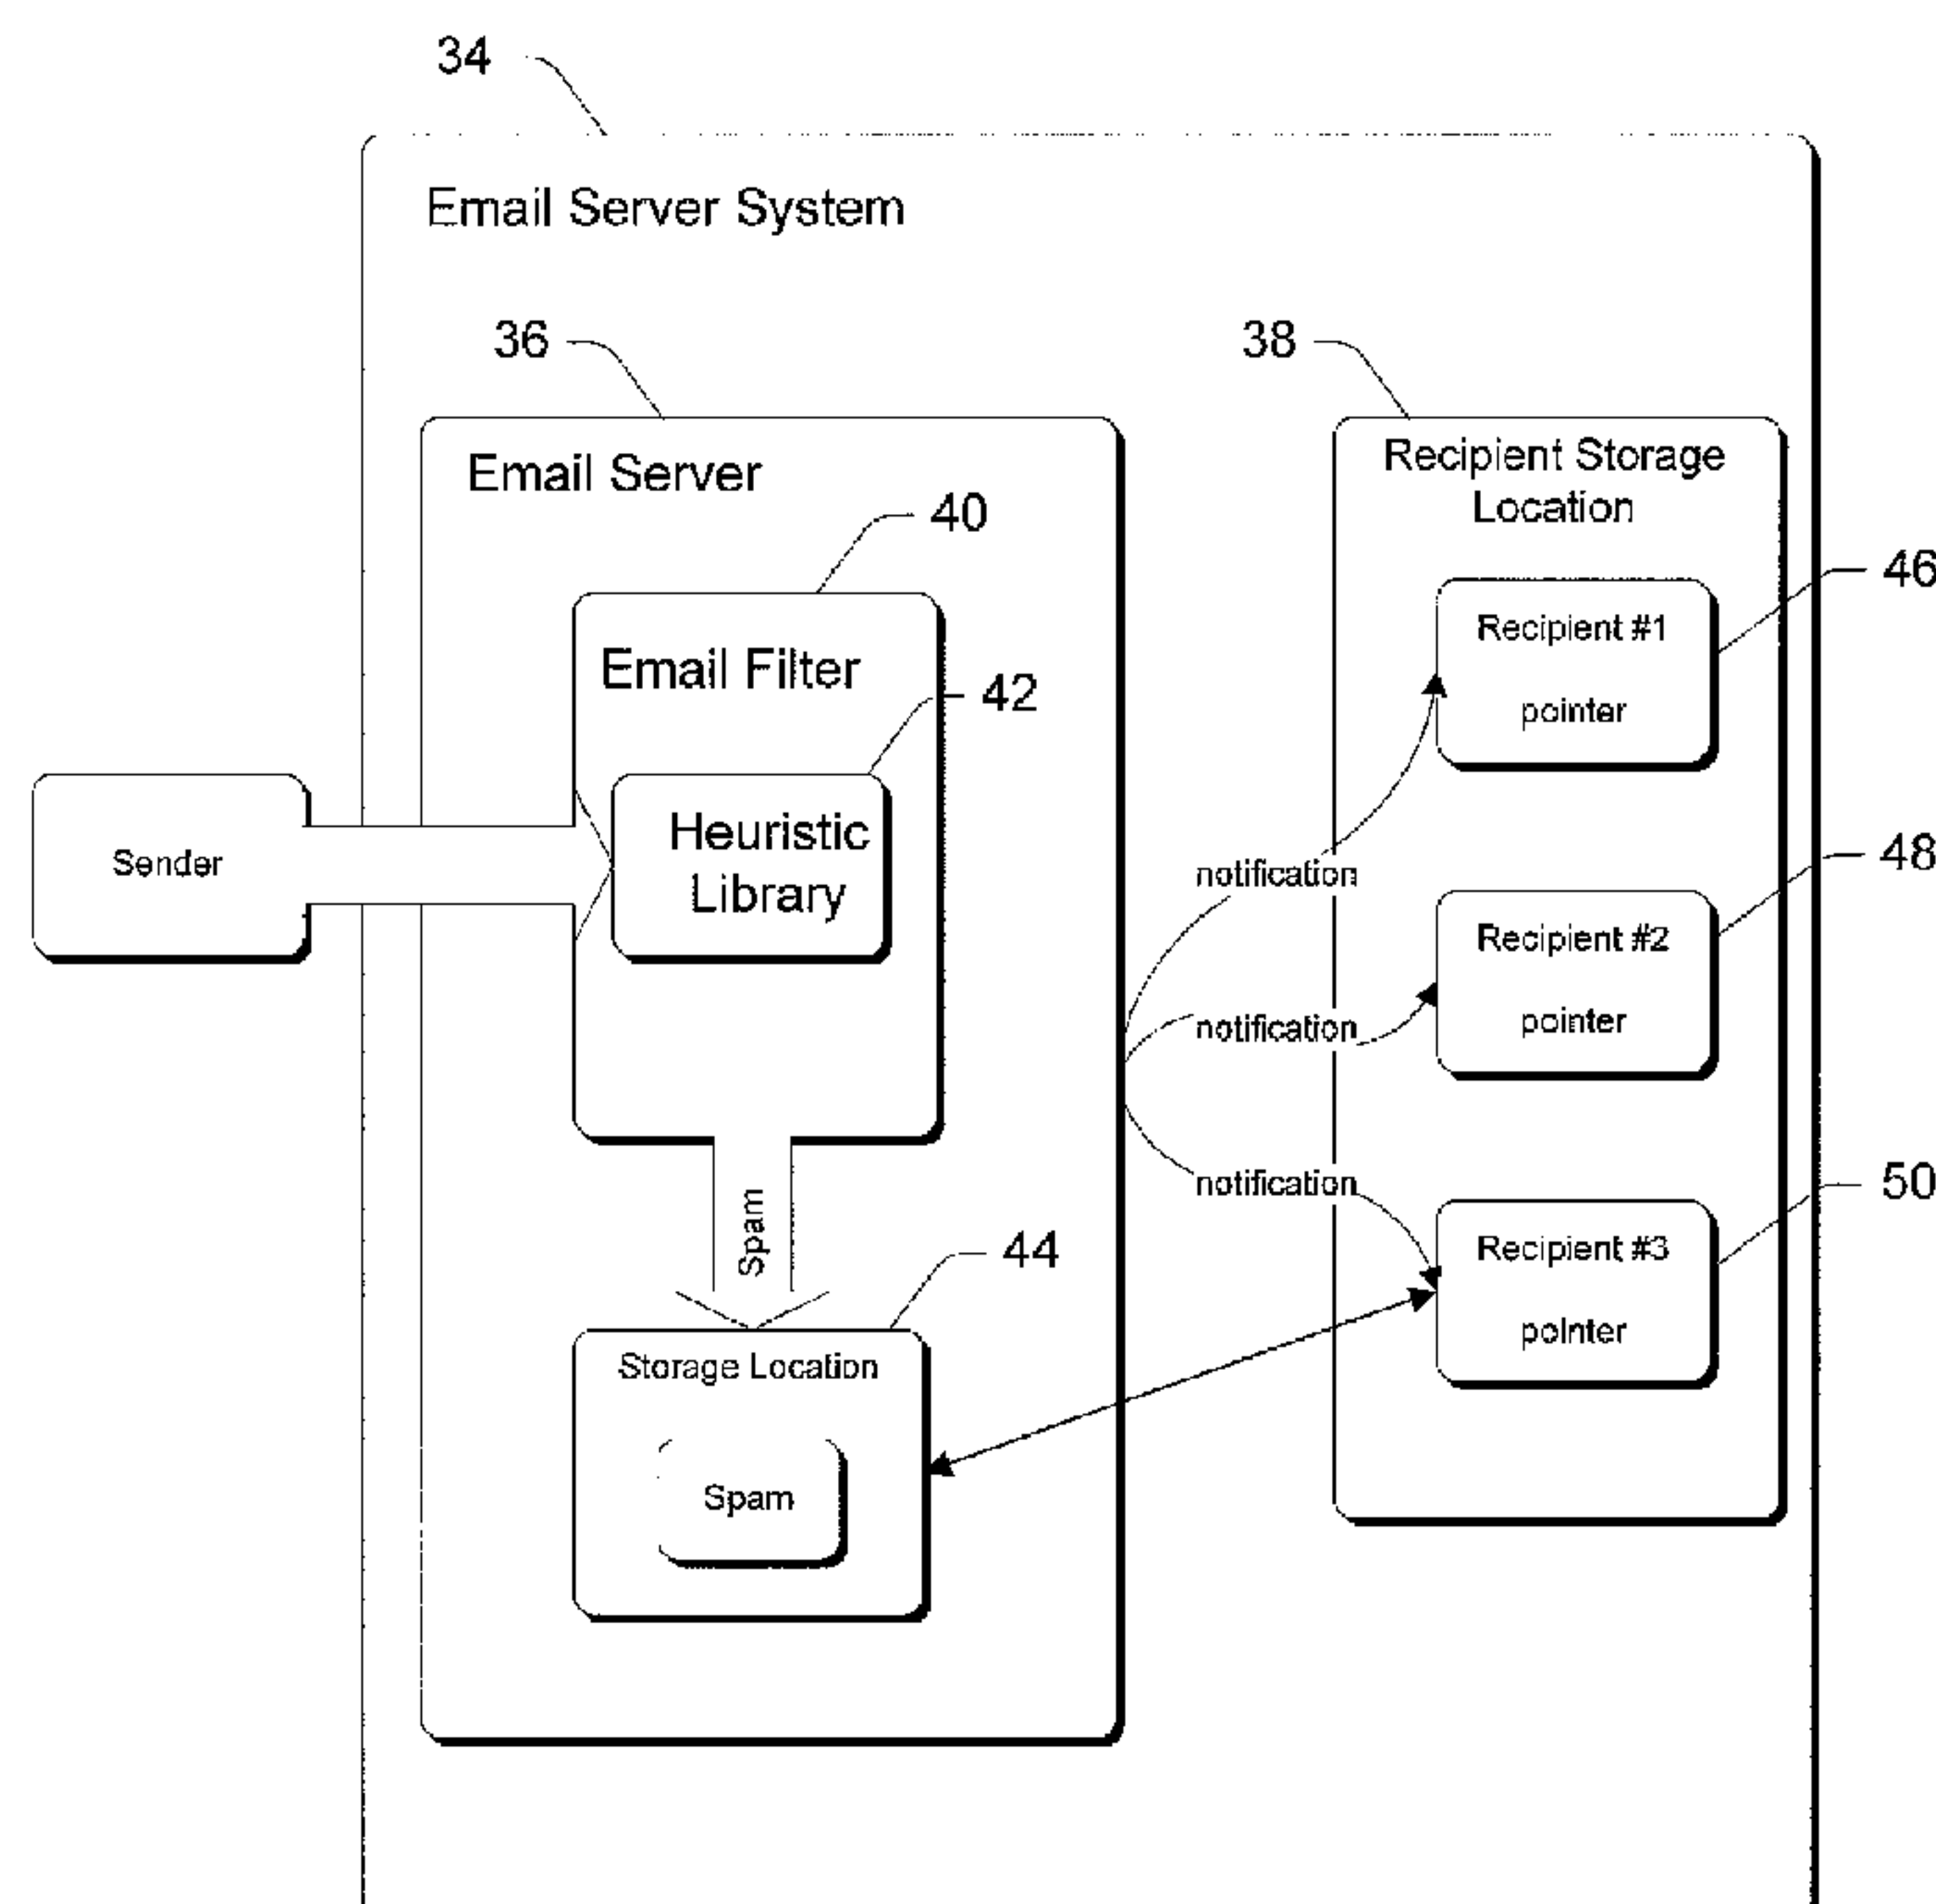 34
Email Server System
36
38
Email Server
Recipient Storage
Location
40
46
Email Filter
Recipient #1
42
pointer
Heuristic
Library
Sender
notification
48
Recipient #2
notification
pointer
notification
50
Spam
44
Recipient #3
Storage Location
pointer
Spam